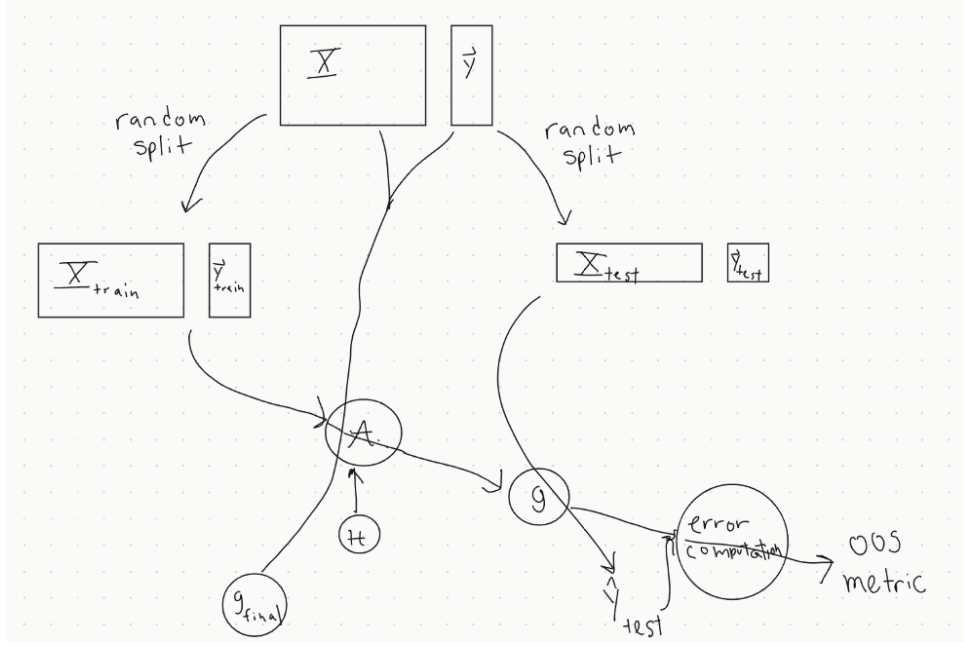 X
y⃗
random
split
random
split
X train
y⃗ train
X test
y⃗ test
A
H
g
g final
error
computation
OOS
metric
ŷ test